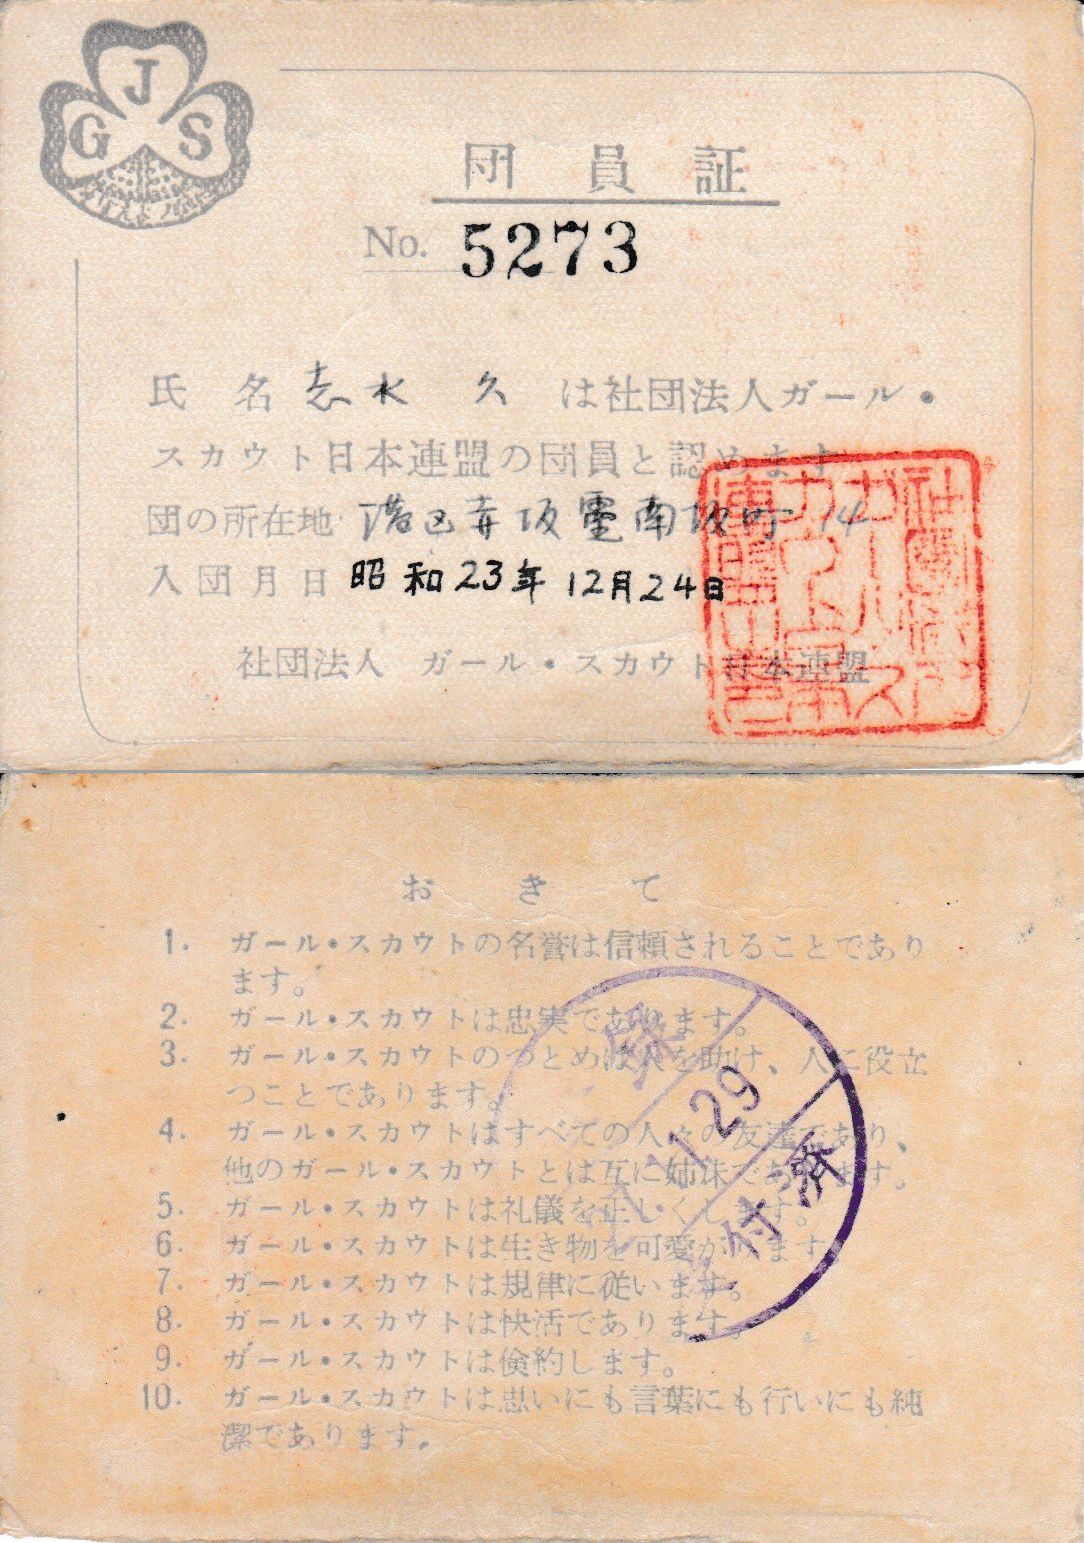 J
G S
団員証
No. 5273
氏名 志水 久 は社団法人ガール・
スカウト日本連盟の団員と認めます
団の所在地 港区赤坂霊南坂町 14
入団月日 昭和23年12月24日
社団法人 ガール・スカウト日本連盟
おきて
1. ガール・スカウトの名誉は信頼されることであり
ます。
2. ガール・スカウトは忠実であります。
3. ガール・スカウトのつとめは人を助け、人に役立
つことであります。
4. ガール・スカウトはすべての人々の友達であり、
他のガール・スカウトとは互に姉妹であります。
5. ガール・スカウトは礼儀を正しくします。
6. ガール・スカウトは生き物を可愛がります
7. ガール・スカウトは規律に従います。
8. ガール・スカウトは快活であります。
9. ガール・スカウトは倹約します。
10. ガール・スカウトは思いにも言葉にも行いにも純
潔であります。
29
付済